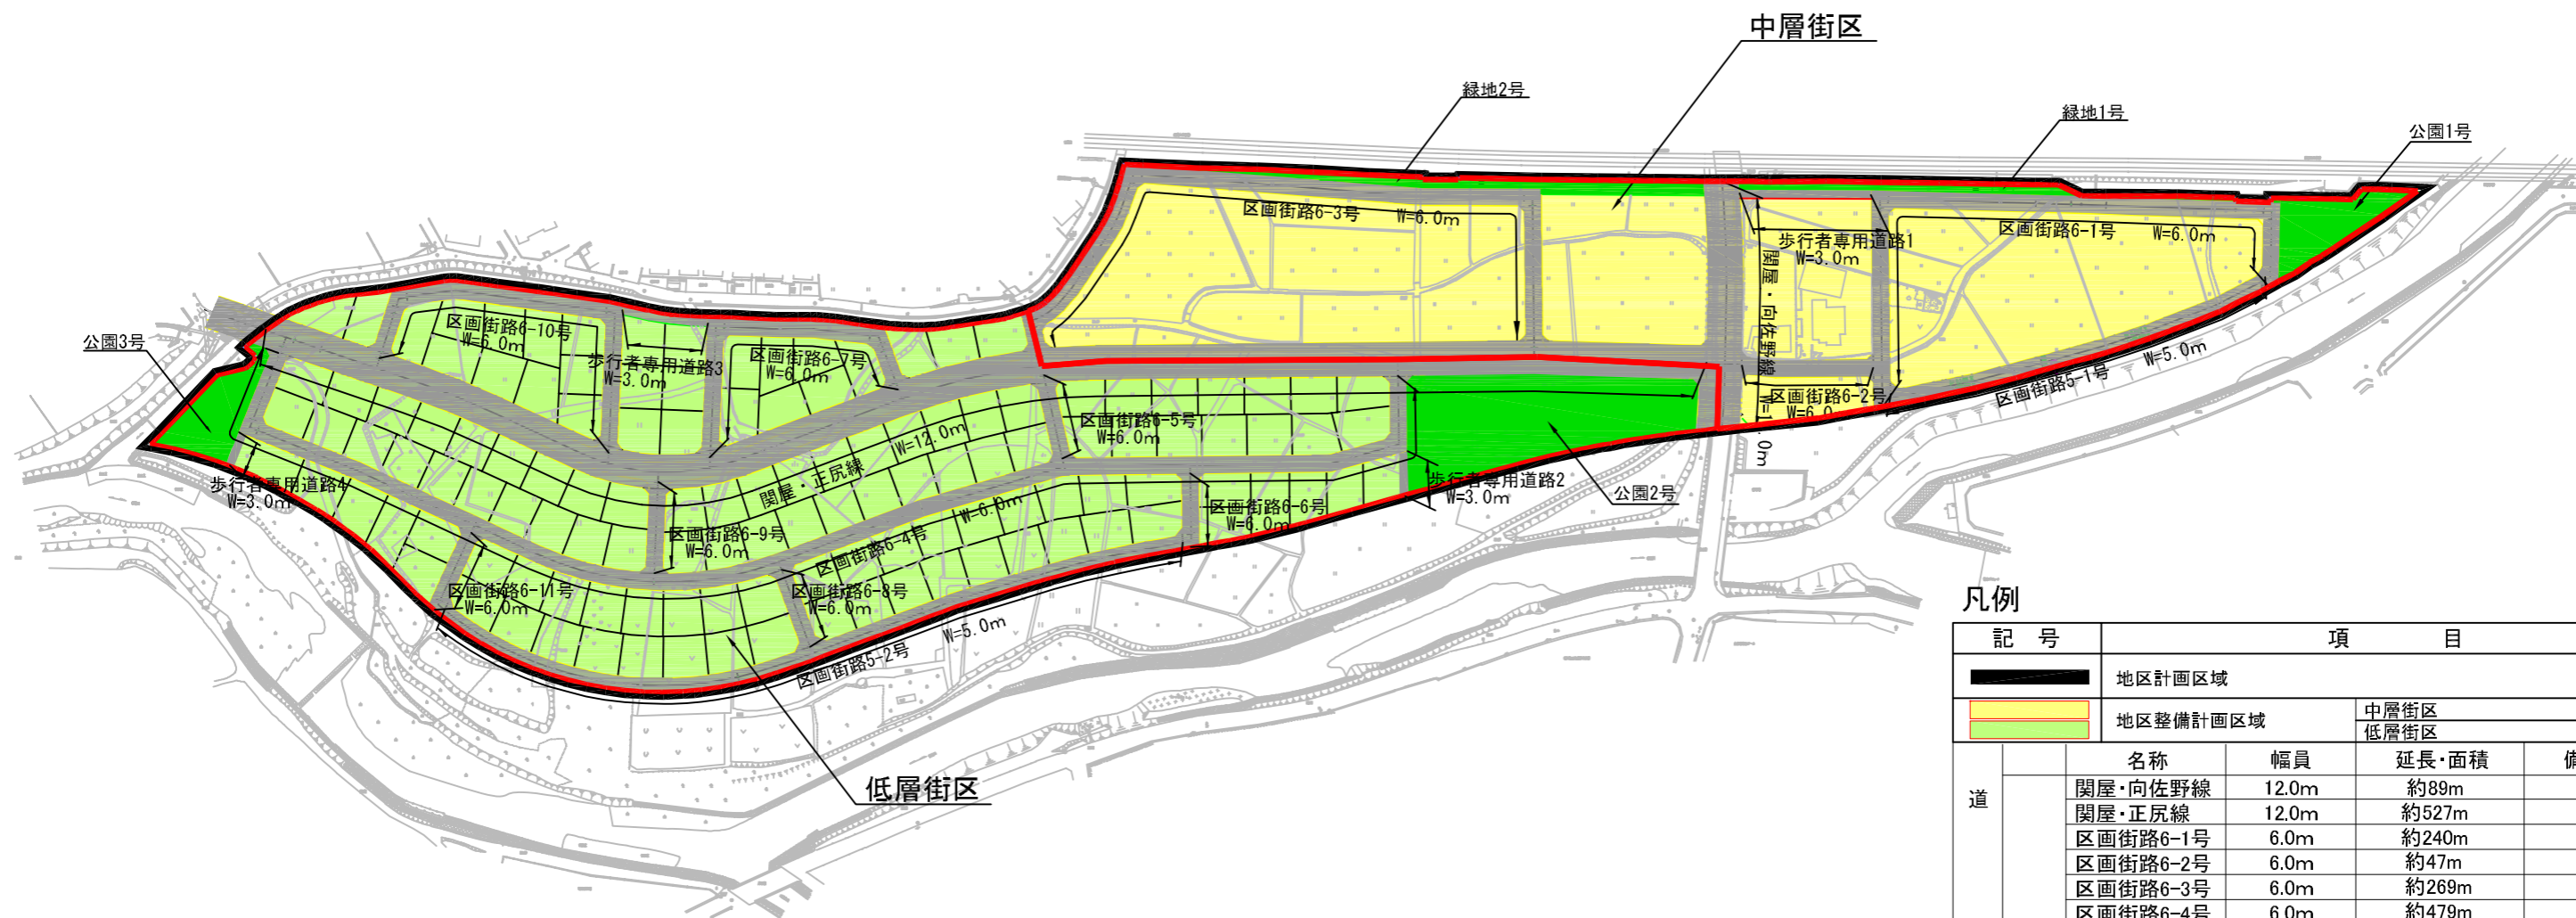 中層街区
緑地2号
緑地1号
公園1号
区画街路6-3号 W=6.0m
歩行者専用道路1
W=3.0m
区画街路6-1号 W=6.0m
関屋・向佐野線
区画街路6-2号
W=6.0
区画街路5-1号 W=5.0m
公園3号
区画街路6-10号
W=6.0m
歩行者専用道路3
W=3.0m
区画街路6-7号
W=6.0m
区画街路6-5号
W=6.0m
関屋・正尻線 W=12.0m
歩行者専用道路4
W=3.0m
歩行者専用道路2
W=3.0m
公園2号
区画街路6-6号
W=6.0m
区画街路6-9号
W=6.0m
区画街路6-4号 W=6.0m
区画街路6-11号
W=6.0m
区画街路6-8号
W=6.0m
区画街路5-2号 W=5.0m
低層街区
凡例
記号 項目
地区計画区域
地区整備計画区域 中層街区
低層街区
名称 幅員 延長・面積
道
関屋・向佐野線 12.0m 約89m
関屋・正尻線 12.0m 約527m
区画街路6-1号 6.0m 約240m
区画街路6-2号 6.0m 約47m
区画街路6-3号 6.0m 約269m
区画街路6-4号 6.0m 約479m